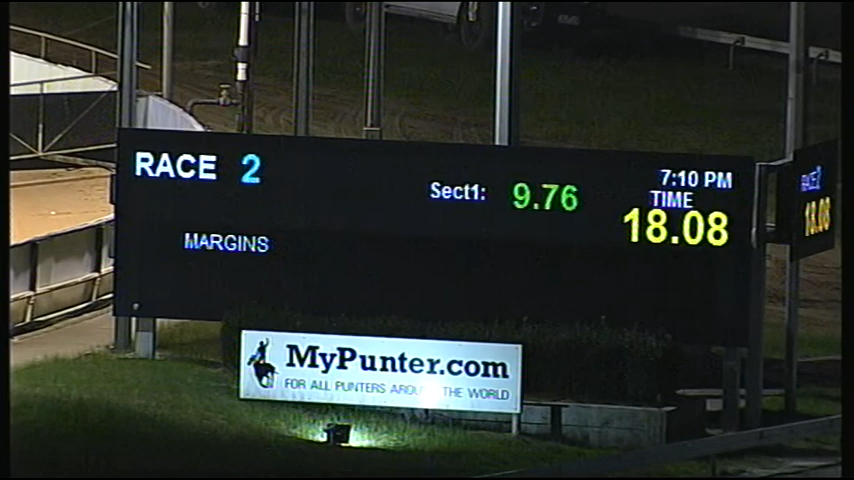 RACE 2
7:10 PM
Sect1: 9.76
TIME
18.08
MARGINS
RACE 2
18.08
MyPunter.com
FOR ALL PUNTERS AROUND THE WORLD